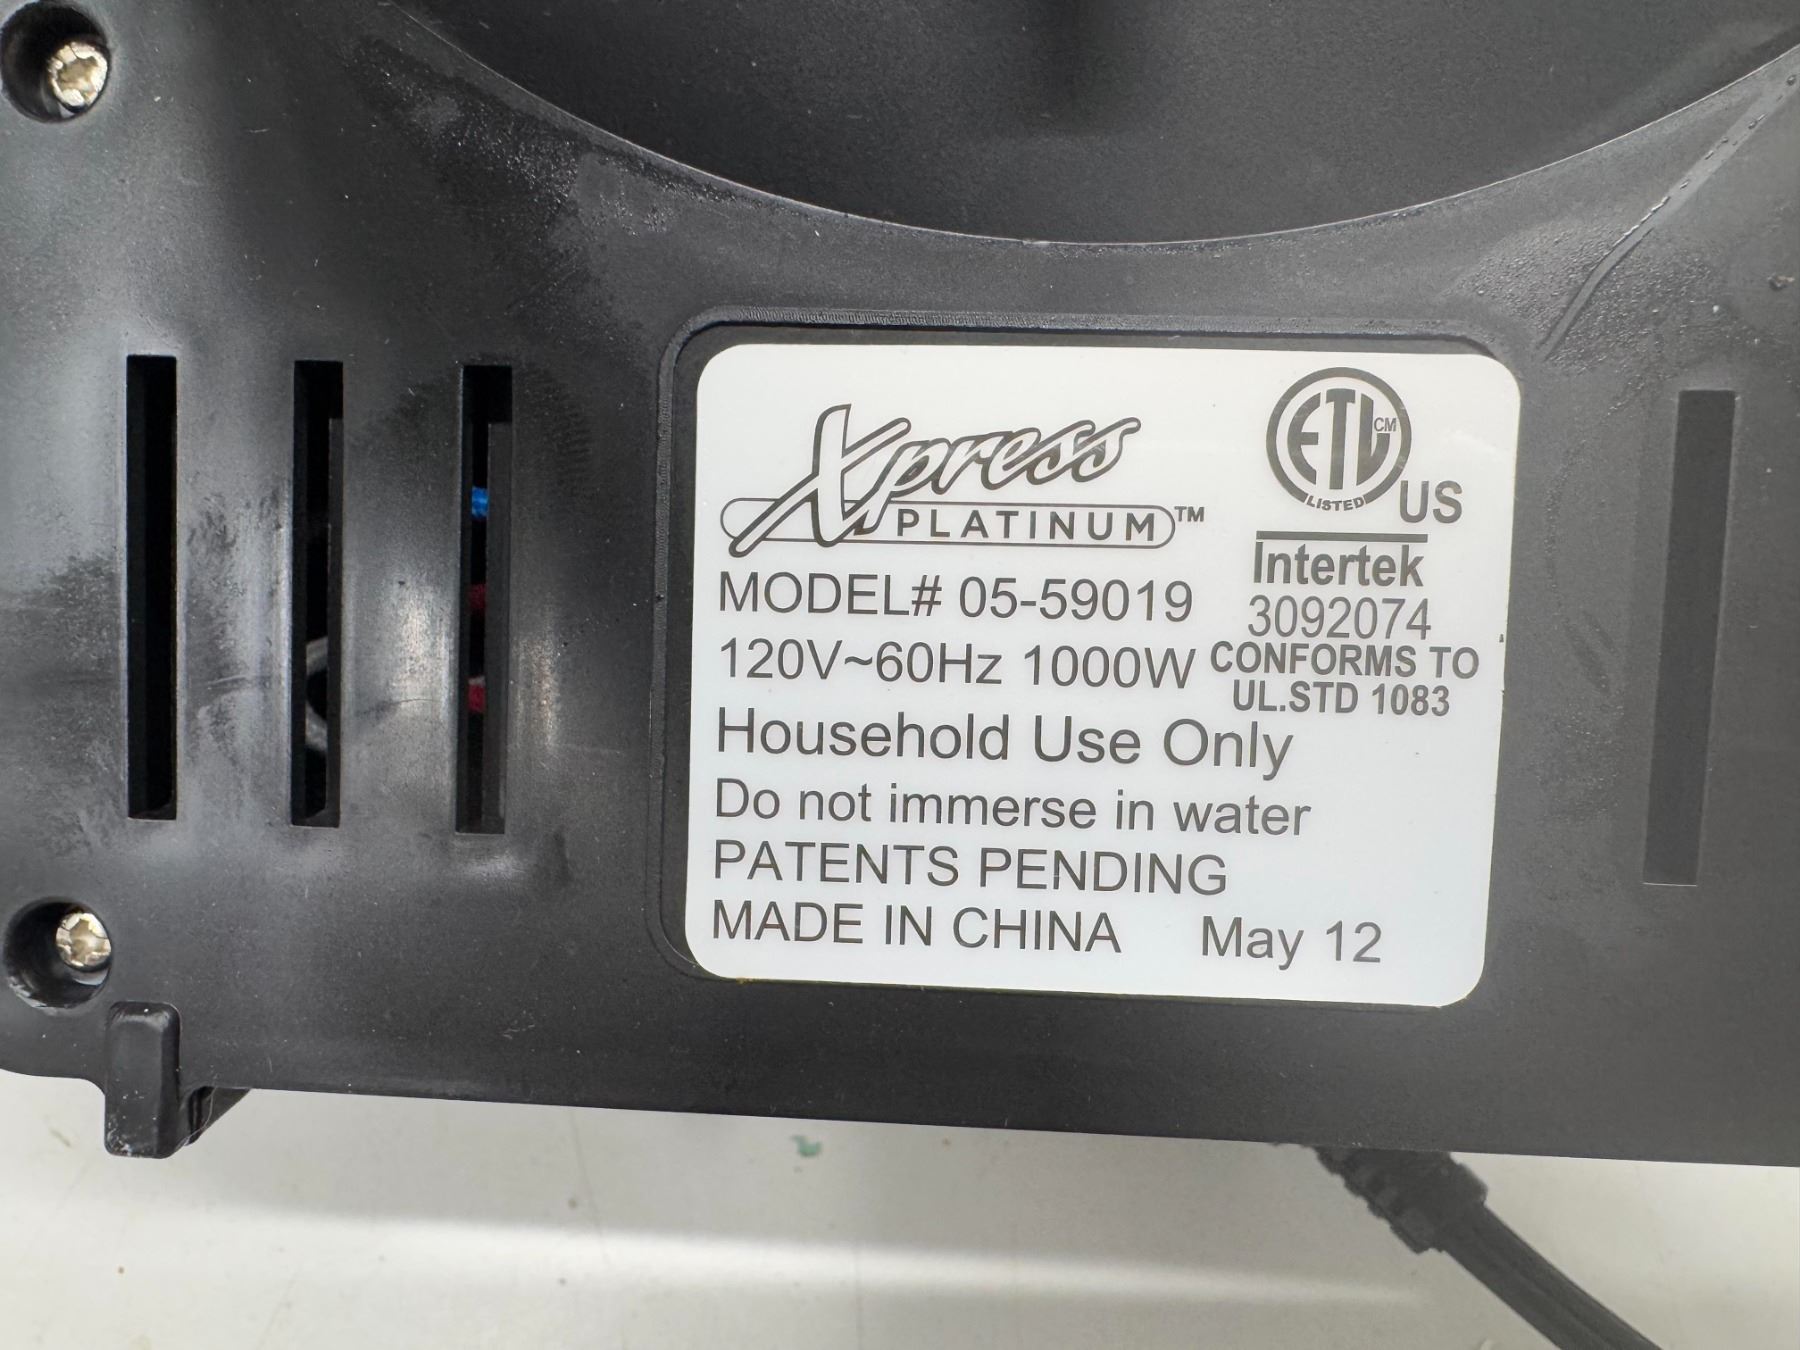 Xpress
PLATINUM™
ETL CM
LISTED
US
Intertek
3092074
CONFORMS TO
UL.STD 1083
MODEL# 05-59019
120V~60Hz 1000W
Household Use Only
Do not immerse in water
PATENTS PENDING
MADE IN CHINA May 12